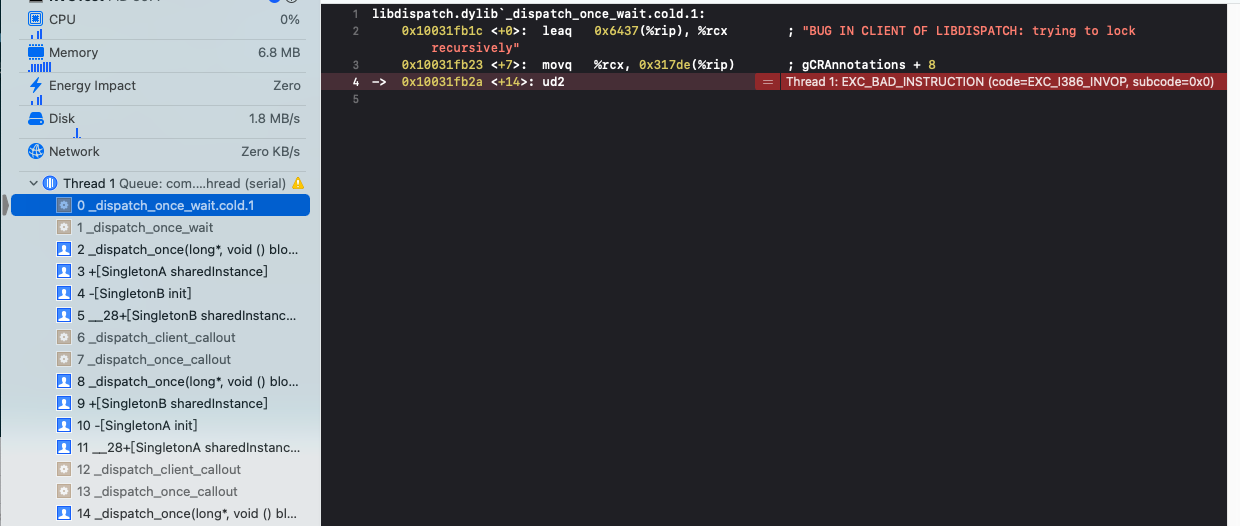 CPU 0%
Memory 6.8 MB
Energy Impact Zero
Disk 1.8 MB/s
Network Zero KB/s
Thread 1 Queue: com....hread (serial)
0 _dispatch_once_wait.cold.1
1 _dispatch_once_wait
2 _dispatch_once(long*, void () blo...
3 +[SingletonA sharedInstance]
4 -[SingletonB init]
5 __28+[SingletonB sharedInstanc...
6 _dispatch_client_callout
7 _dispatch_once_callout
8 _dispatch_once(long*, void () blo...
9 +[SingletonB sharedInstance]
10 -[SingletonA init]
11 __28+[SingletonA sharedInstanc...
12 _dispatch_client_callout
13 _dispatch_once_callout
14 _dispatch_once(long*, void () bl...
1 libdispatch.dylib`_dispatch_once_wait.cold.1:
2 0x10031fb1c <+0>: leaq 0x6437(%rip), %rcx ; "BUG IN CLIENT OF LIBDISPATCH: trying to lock
recursively"
3 0x10031fb23 <+7>: movq %rcx, 0x317de(%rip) ; gCRAnnotations + 8
4 -> 0x10031fb2a <+14>: ud2 = Thread 1: EXC_BAD_INSTRUCTION (code=EXC_I386_INVOP, subcode=0x0)
5